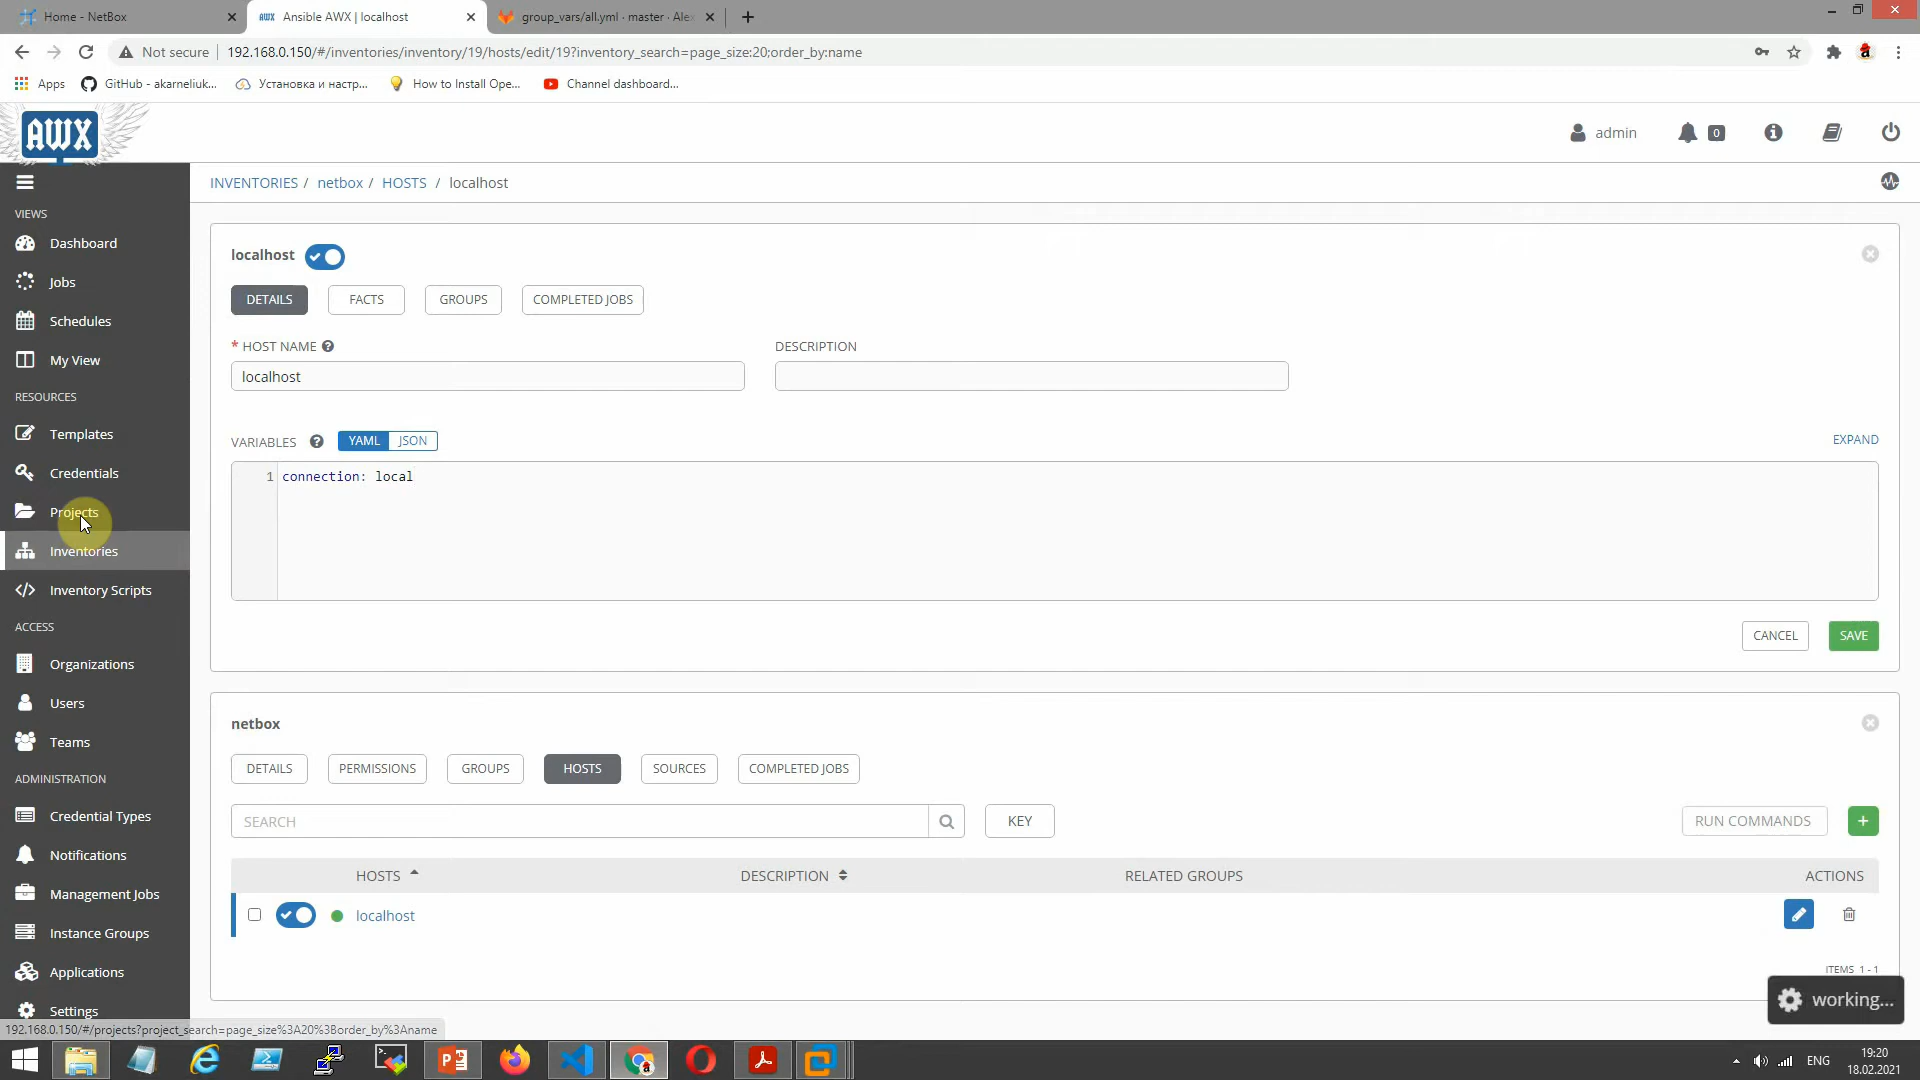 Home - NetBox
AWX Ansible AWX | localhost
group_vars/all.yml · master · Ale
Not secure
192.168.0.150/#/inventories/inventory/19/hosts/edit/19?inventory_search=page_size:20;order_by:name
Apps
GitHub - akarneliuk...
Установка и настр...
How to Install Ope...
Channel dashboard...
AWX
admin
0
VIEWS
Dashboard
Jobs
Schedules
My View
RESOURCES
Templates
Credentials
Projects
Inventories
Inventory Scripts
ACCESS
Organizations
Users
Teams
ADMINISTRATION
Credential Types
Notifications
Management Jobs
Instance Groups
Applications
Settings
INVENTORIES / netbox / HOSTS / localhost
localhost
DETAILS
FACTS
GROUPS
COMPLETED JOBS
* HOST NAME
DESCRIPTION
localhost
VARIABLES
YAML
JSON
EXPAND
1 connection: local
CANCEL
SAVE
netbox
DETAILS
PERMISSIONS
GROUPS
HOSTS
SOURCES
COMPLETED JOBS
SEARCH
KEY
RUN COMMANDS
+
HOSTS
DESCRIPTION
RELATED GROUPS
ACTIONS
localhost
ITEMS 1 - 1
working...
192.168.0.150/#/projects?project_search=page_size%3A20%3Border_by%3Aname
ENG
19:20
18.02.2021